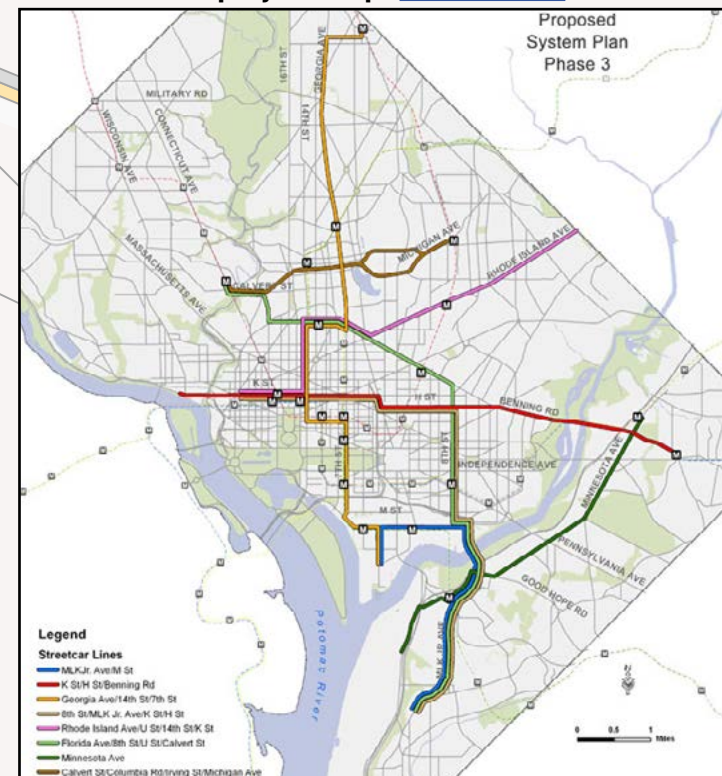 Proposed
System Plan
Phase 3
16TH ST
GEORGIA AVE
14TH ST
MILITARY RD
WISCONSIN AVE
CONNECTICUT AVE
MASSACHUSETTS AVE
MICHIGAN AVE
RHODE ISLAND AVE
CALVERT ST
K ST
H ST
BENNING RD
8TH ST
INDEPENDENCE AVE
7TH ST
MINNESOTA AVE
M ST
PENNSYLVANIA AVE
GOOD HOPE RD
MLK JR AVE
Potomac River
Legend
Streetcar Lines
MLKJr. Ave/M St
K St/H St/Benning Rd
Georgia Ave/14th St/7th St
8th St/MLK Jr. Ave/K St/H St
Rhode Island Ave/U St/14th St/K St
Florida Ave/8th St/U St/Calvert St
Minnesota Ave
Calvert St/Columbia Rd/Irving St/Michigan Ave
0 0.5 1
Miles